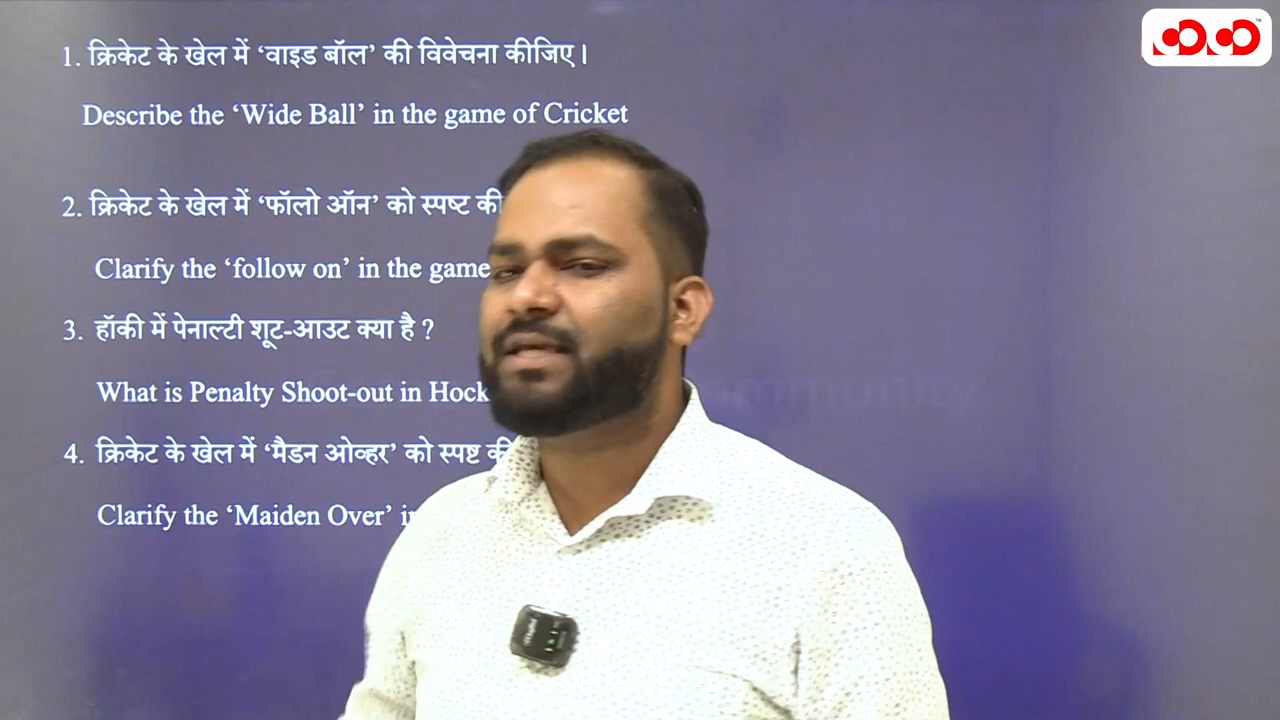 1. क्रिकेट के खेल में ‘वाइड बॉल’ की विवेचना कीजिए।
Describe the ‘Wide Ball’ in the game of Cricket
2. क्रिकेट के खेल में ‘फॉलो ऑन’ को स्पष्ट की
Clarify the ‘follow on’ in the game
3. हॉकी में पेनाल्टी शूट-आउट क्या है ?
What is Penalty Shoot-out in Hock
4. क्रिकेट के खेल में ‘मैडन ओव्हर’ को स्पष्ट की
Clarify the ‘Maiden Over’ in